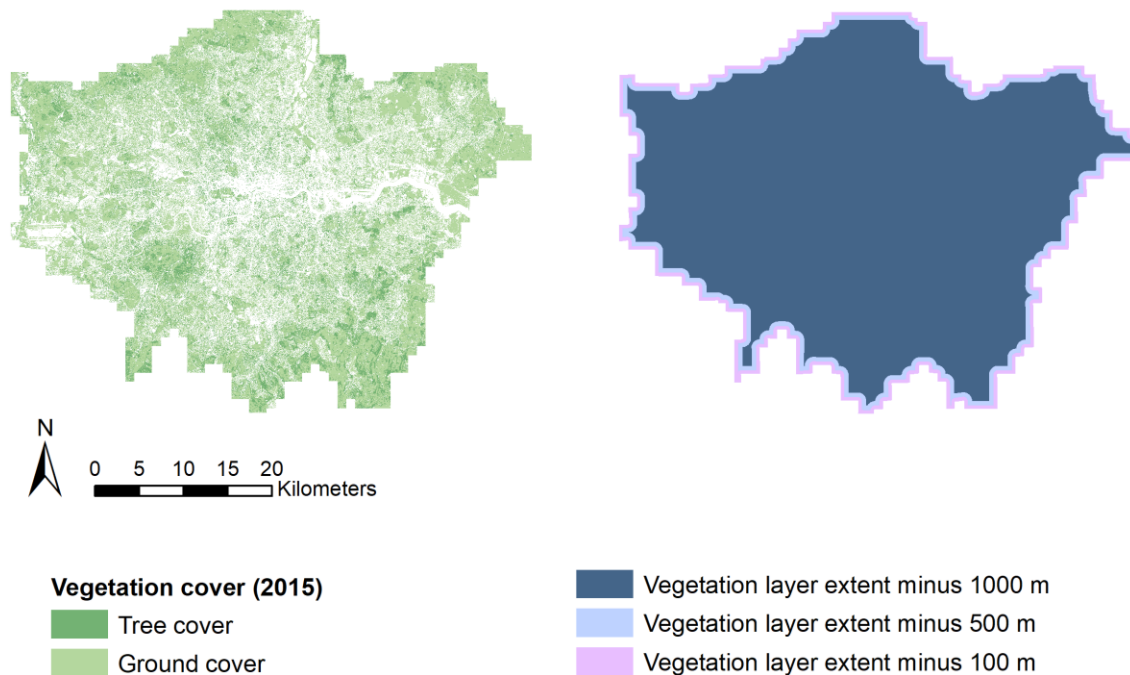 N
0 5 10 15 20
Kilometers
Vegetation cover (2015)
Tree cover
Ground cover
Vegetation layer extent minus 1000 m
Vegetation layer extent minus 500 m
Vegetation layer extent minus 100 m